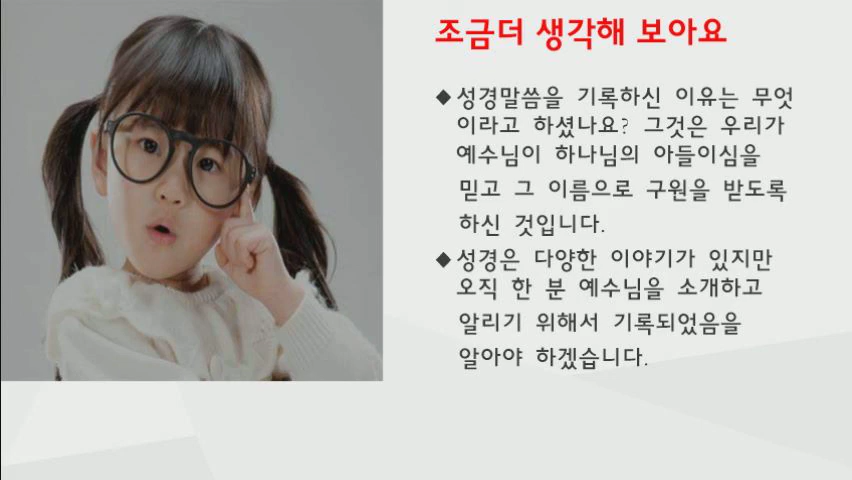 조금더 생각해 보아요
◆성경말씀을 기록하신 이유는 무엇
이라고 하셨나요? 그것은 우리가
예수님이 하나님의 아들이심을
믿고 그 이름으로 구원을 받도록
하신 것입니다.
◆성경은 다양한 이야기가 있지만
오직 한 분 예수님을 소개하고
알리기 위해서 기록되었음을
알아야 하겠습니다.